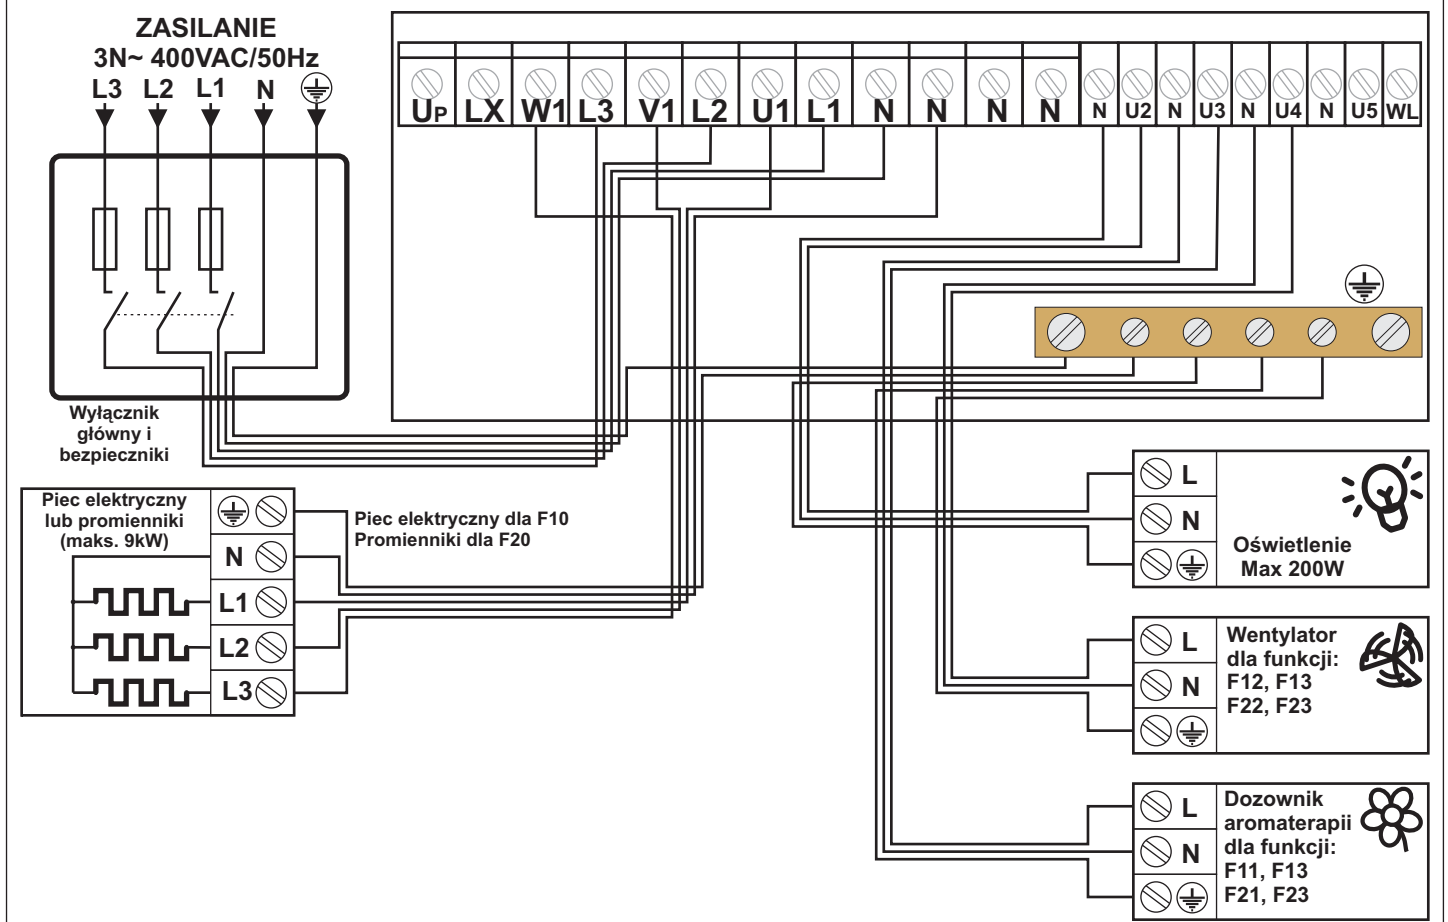 ZASILANIE
3N~ 400VAC/50Hz
L3 L2 L1 N
UP LX W1 L3 V1 L2 U1 L1 N N N N N U2 N U3 N U4 N U5 WL
Wyłącznik
główny i
bezpieczniki
Piec elektryczny
lub promienniki
(maks. 9kW)
N
L1
L2
L3
Piec elektryczny dla F10
Promienniki dla F20
L
N
Oświetlenie
Max 200W
L
N
Wentylator
dla funkcji:
F12, F13
F22, F23
L
N
Dozownik
aromaterapii
dla funkcji:
F11, F13
F21, F23